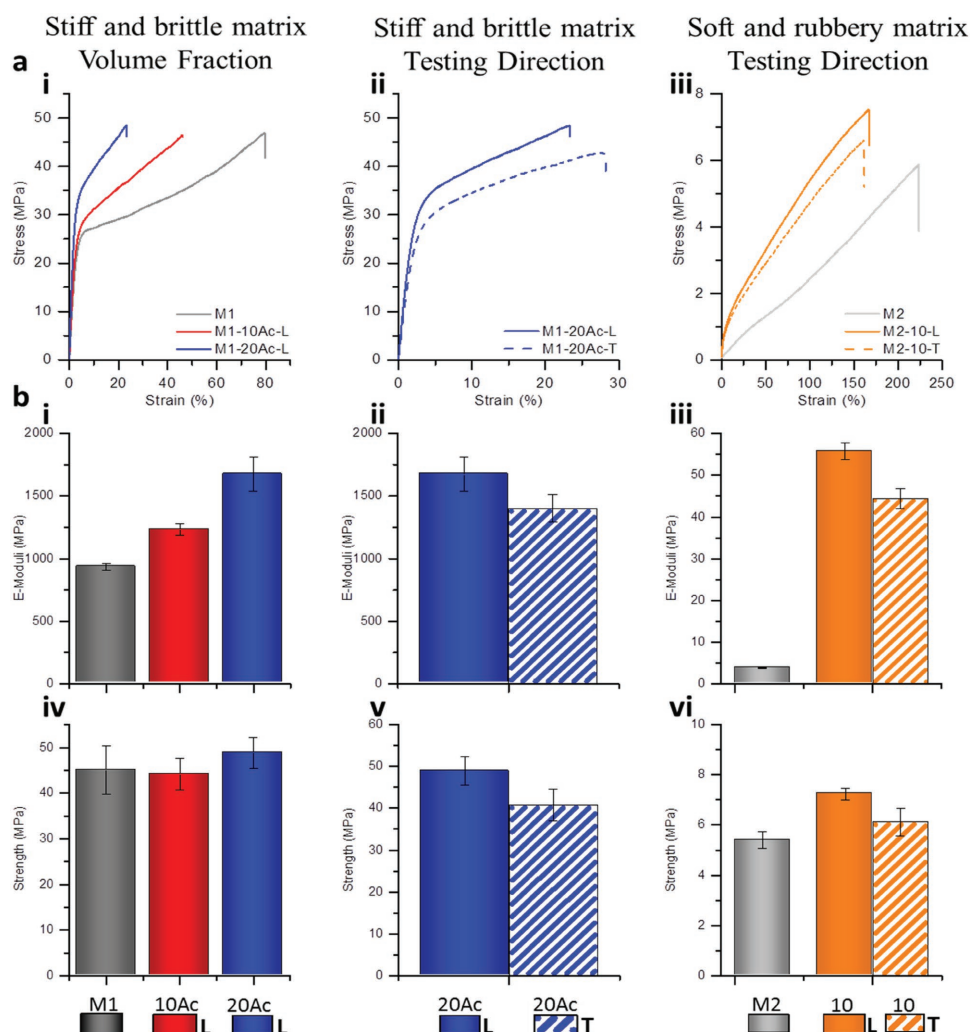 Stiff and brittle matrix
Volume Fraction
Stiff and brittle matrix
Testing Direction
Soft and rubbery matrix
Testing Direction
a
i
50
40
30
20
10
0
Stress (MPa)
0 20 40 60 80 100
Strain (%)
M1
M1-10Ac-L
M1-20Ac-L
ii
50
40
30
20
10
0
Stress (MPa)
0 10 20 30
Strain (%)
M1-20Ac-L
M1-20Ac-T
iii
8
6
4
2
0
Stress (MPa)
0 50 100 150 200 250
Strain (%)
M2
M2-10-L
M2-10-T
b
i
2000
1500
1000
500
0
E-Moduli (MPa)
ii
2000
1500
1000
500
0
E-Moduli (MPa)
iii
60
50
40
30
20
10
0
E-Moduli (MPa)
iv
50
40
30
20
10
0
Strength (MPa)
M1 10Ac 20Ac
L L
v
60
50
40
30
20
10
0
Strength (MPa)
20Ac 20Ac
L T
vi
10
8
6
4
2
0
Strength (MPa)
M2 10 10
L T